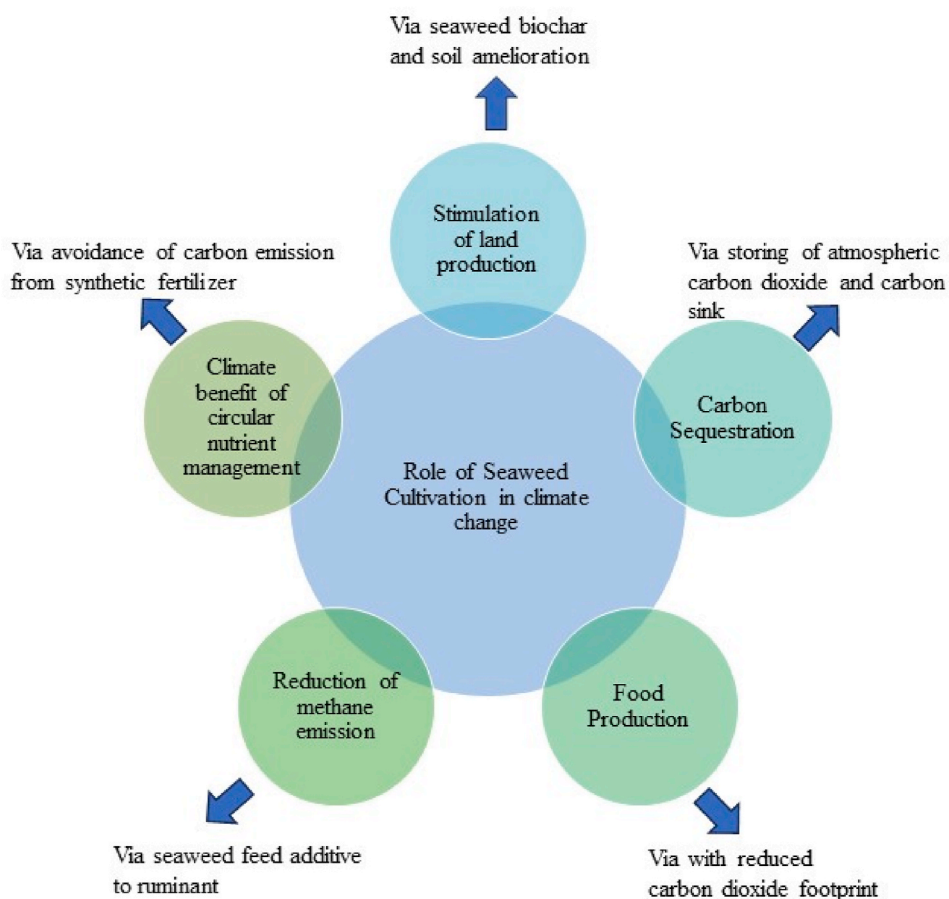 Via seaweed biochar
and soil amelioration
Stimulation
of land
production
Via avoidance of carbon emission
from synthetic fertilizer
Via storing of atmospheric
carbon dioxide and carbon
sink
Climate
benefit of
circular
nutrient
management
Carbon
Sequestration
Role of Seaweed
Cultivation in climate
change
Reduction of
methane
emission
Food
Production
Via seaweed feed additive
to ruminant
Via with reduced
carbon dioxide footprint